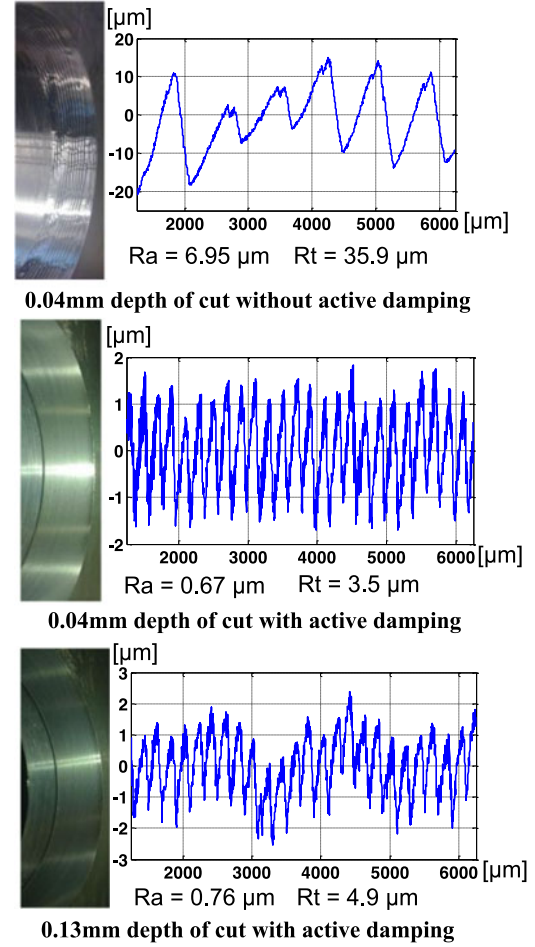 [µm]
20
10
0
-10
-20
2000 3000 4000 5000 6000 [µm]
Ra = 6.95 µm Rt = 35.9 µm
0.04mm depth of cut without active damping
[µm]
2
1
0
-1
-2
2000 3000 4000 5000 6000 [µm]
Ra = 0.67 µm Rt = 3.5 µm
0.04mm depth of cut with active damping
[µm]
3
2
1
0
-1
-2
-3
2000 3000 4000 5000 6000 [µm]
Ra = 0.76 µm Rt = 4.9 µm
0.13mm depth of cut with active damping